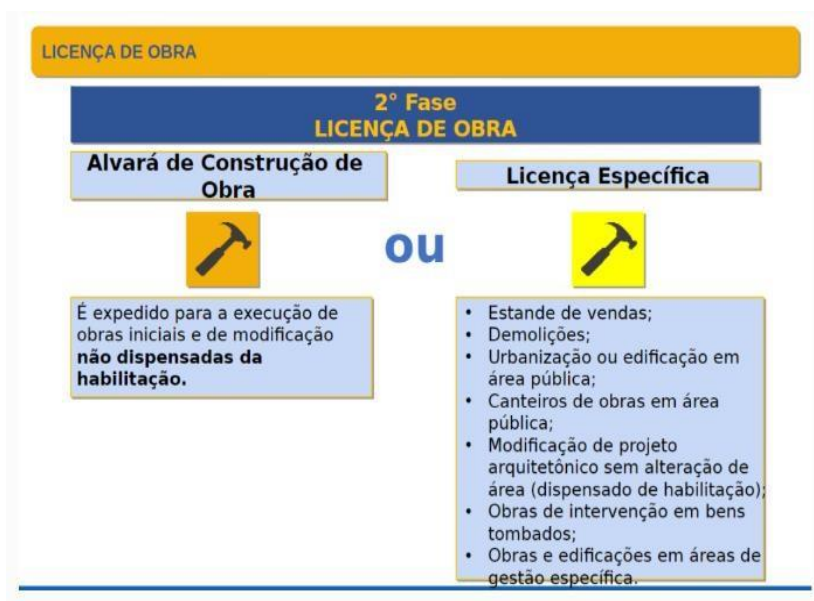 LICENÇA DE OBRA
2° Fase
LICENÇA DE OBRA
Alvará de Construção de
Obra
ou
Licença Específica
É expedido para a execução de
obras iniciais e de modificação
não dispensadas da
habilitação.
• Estande de vendas;
• Demolições;
• Urbanização ou edificação em
área pública;
• Canteiros de obras em área
pública;
• Modificação de projeto
arquitetônico sem alteração de
área (dispensado de habilitação);
• Obras de intervenção em bens
tombados;
• Obras e edificações em áreas de
gestão específica.